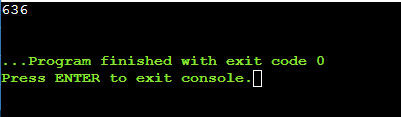 636
...Program finished with exit code 0
Press ENTER to exit console.